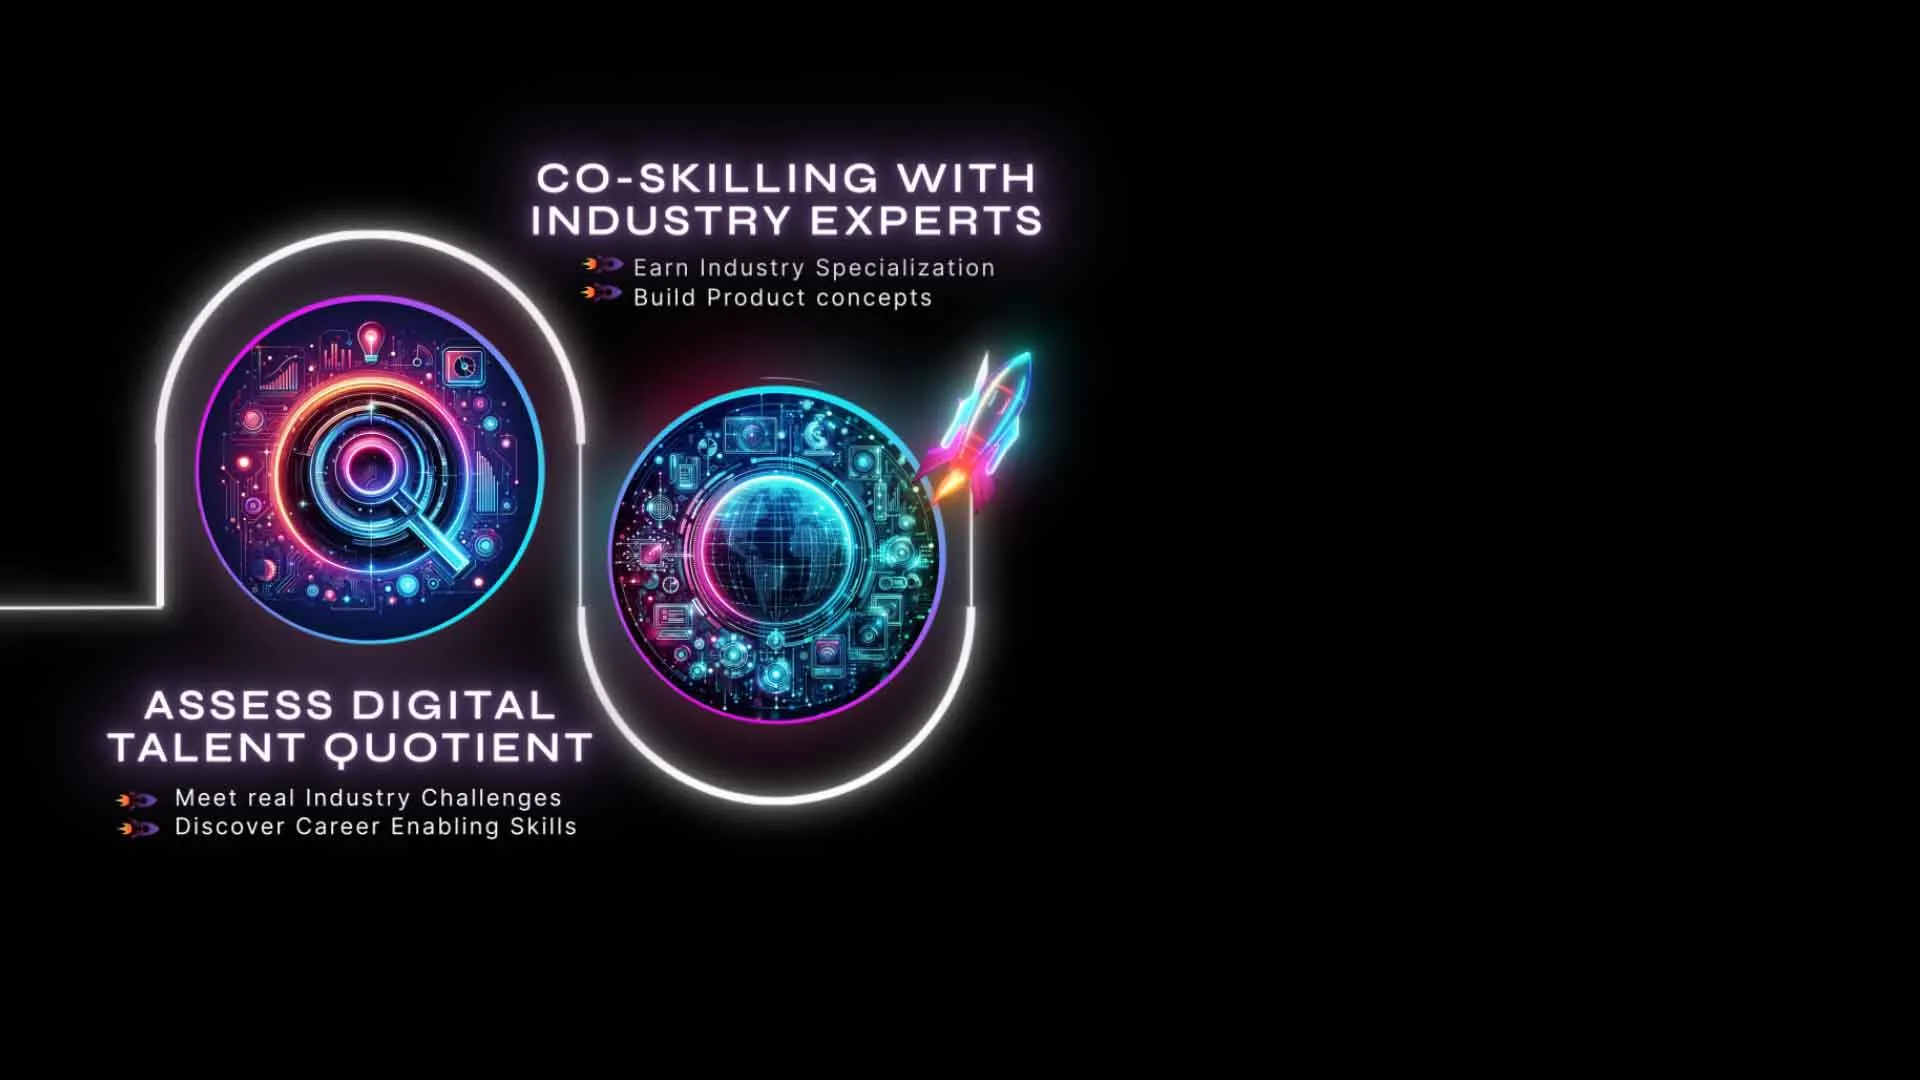 CO-SKILLING WITH
INDUSTRY EXPERTS
Earn Industry Specialization
Build Product concepts
ASSESS DIGITAL
TALENT QUOTIENT
Meet real Industry Challenges
Discover Career Enabling Skills